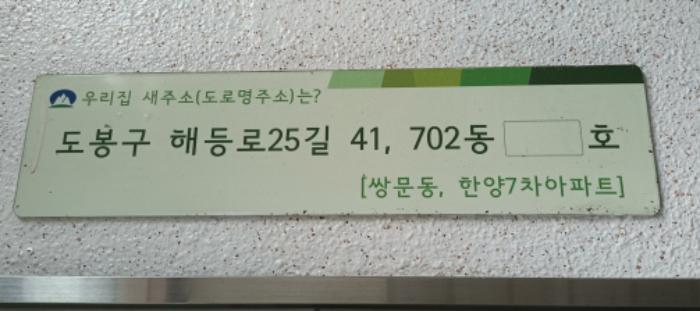 우리집 새주소(도로명주소)는?
도봉구 해등로25길 41, 702동 호
[쌍문동, 한양7차아파트]